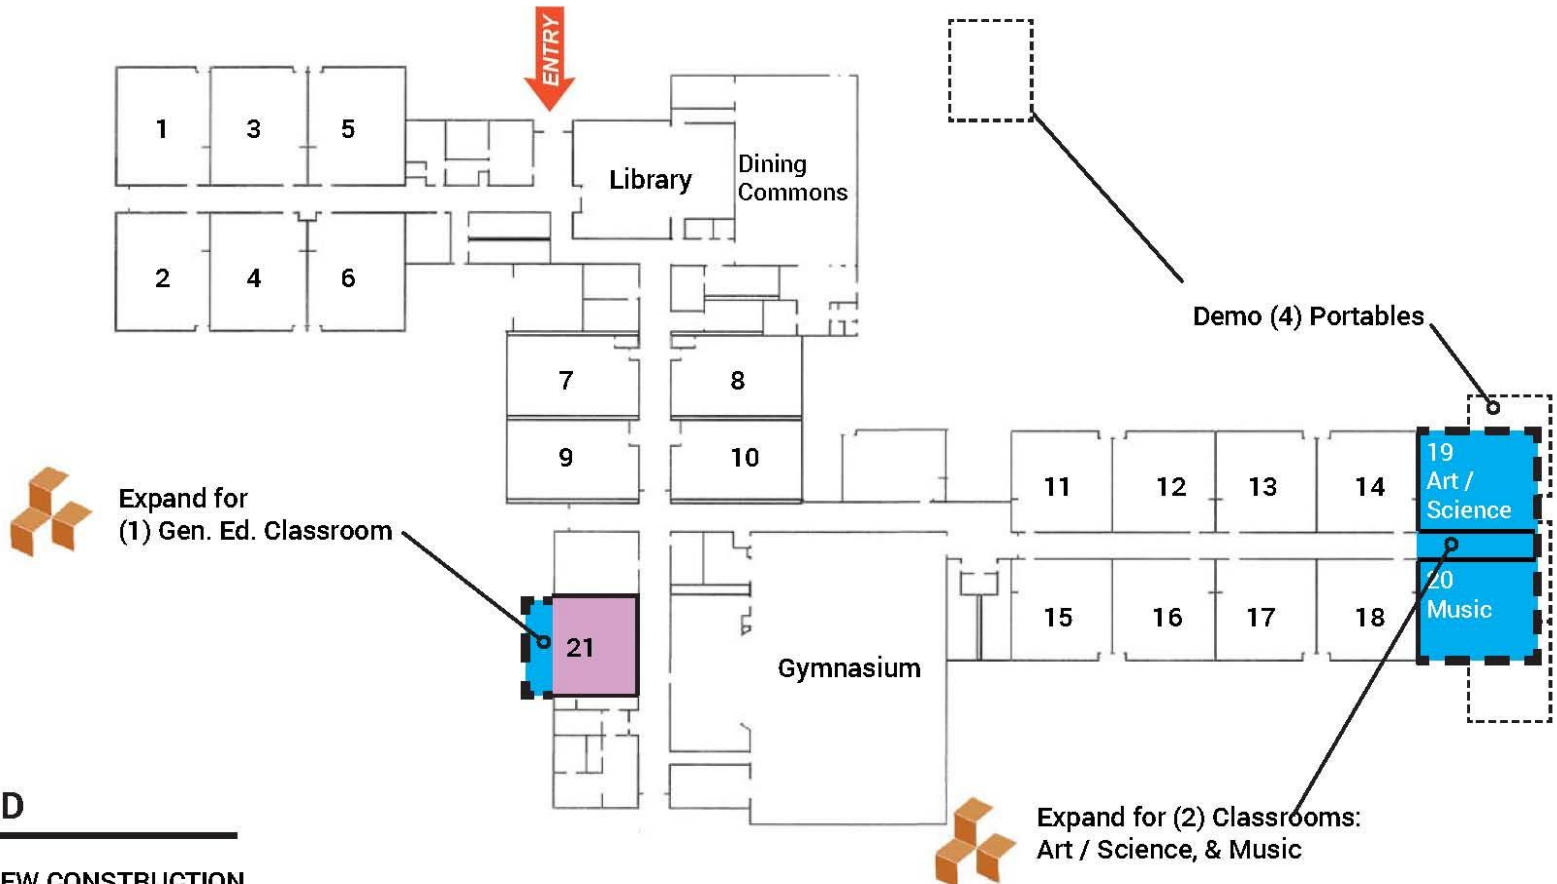 ENTRY
1
3
5
Library
Dining
Commons
2
4
6
Demo (4) Portables
7
8
9
10
11
12
13
14
19
Art /
Science
Expand for
(1) Gen. Ed. Classroom
21
Gymnasium
15
16
17
18
20
Music
D
Expand for (2) Classrooms:
Art / Science, & Music
EW CONSTRUCTION